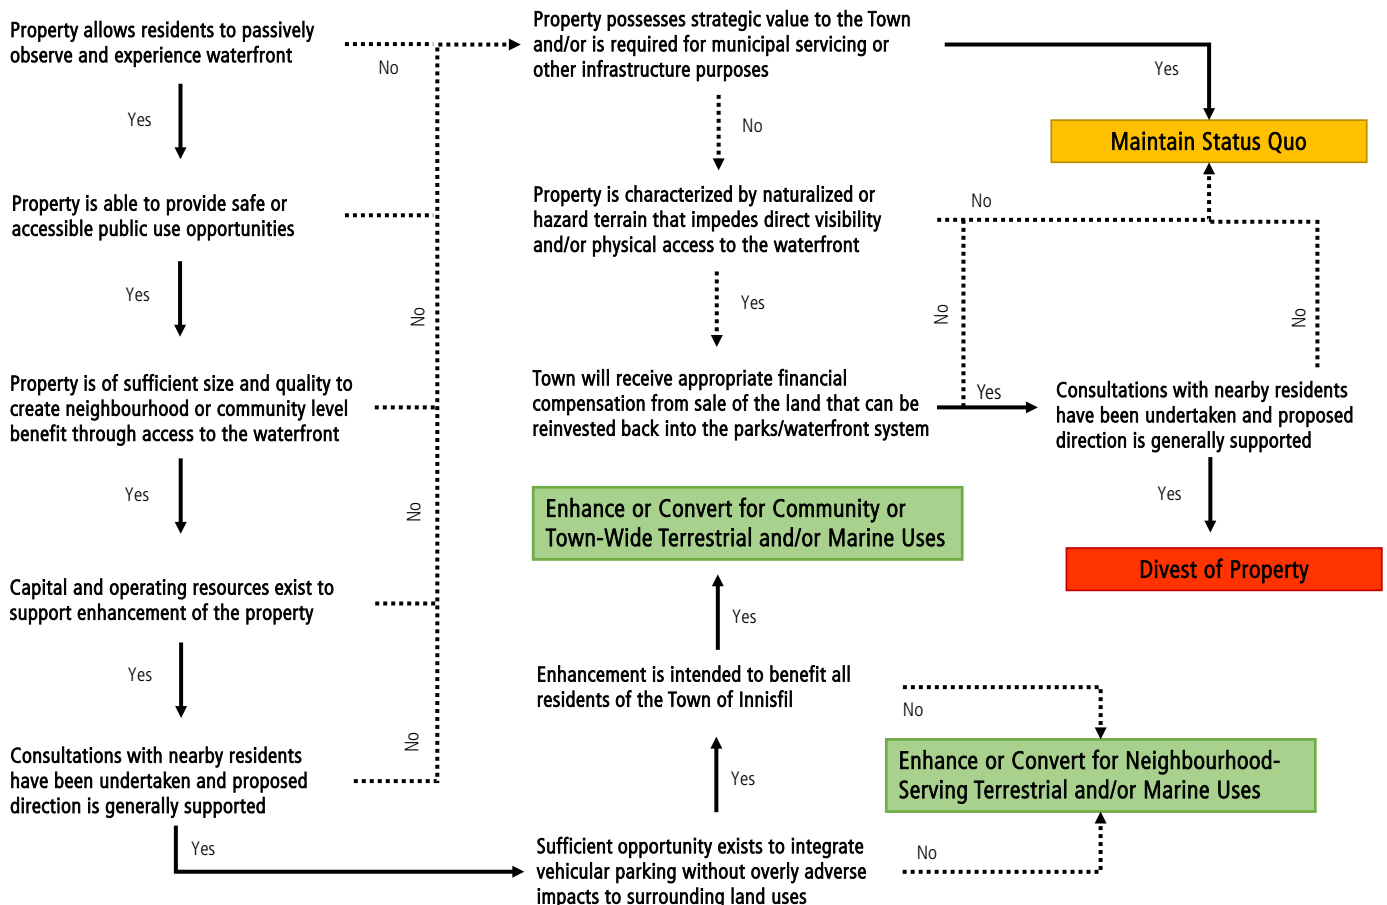 Property allows residents to passively
observe and experience waterfront
No
Yes
Property is able to provide safe or
accessible public use opportunities
Yes
No
Property is of sufficient size and quality to
create neighbourhood or community level
benefit through access to the waterfront
Yes
No
Capital and operating resources exist to
support enhancement of the property
Yes
No
Consultations with nearby residents
have been undertaken and proposed
direction is generally supported
Yes
Property possesses strategic value to the Town
and/or is required for municipal servicing or
other infrastructure purposes
Yes
No
Maintain Status Quo
Property is characterized by naturalized or
hazard terrain that impedes direct visibility
and/or physical access to the waterfront
No
Yes
No
No
Town will receive appropriate financial
compensation from sale of the land that can be
reinvested back into the parks/waterfront system
Yes
Consultations with nearby residents
have been undertaken and proposed
direction is generally supported
Yes
Divest of Property
Enhance or Convert for Community or
Town-Wide Terrestrial and/or Marine Uses
Yes
Enhancement is intended to benefit all
residents of the Town of Innisfil
No
Yes
Enhance or Convert for Neighbourhood-
Serving Terrestrial and/or Marine Uses
Sufficient opportunity exists to integrate
vehicular parking without overly adverse
impacts to surrounding land uses
No